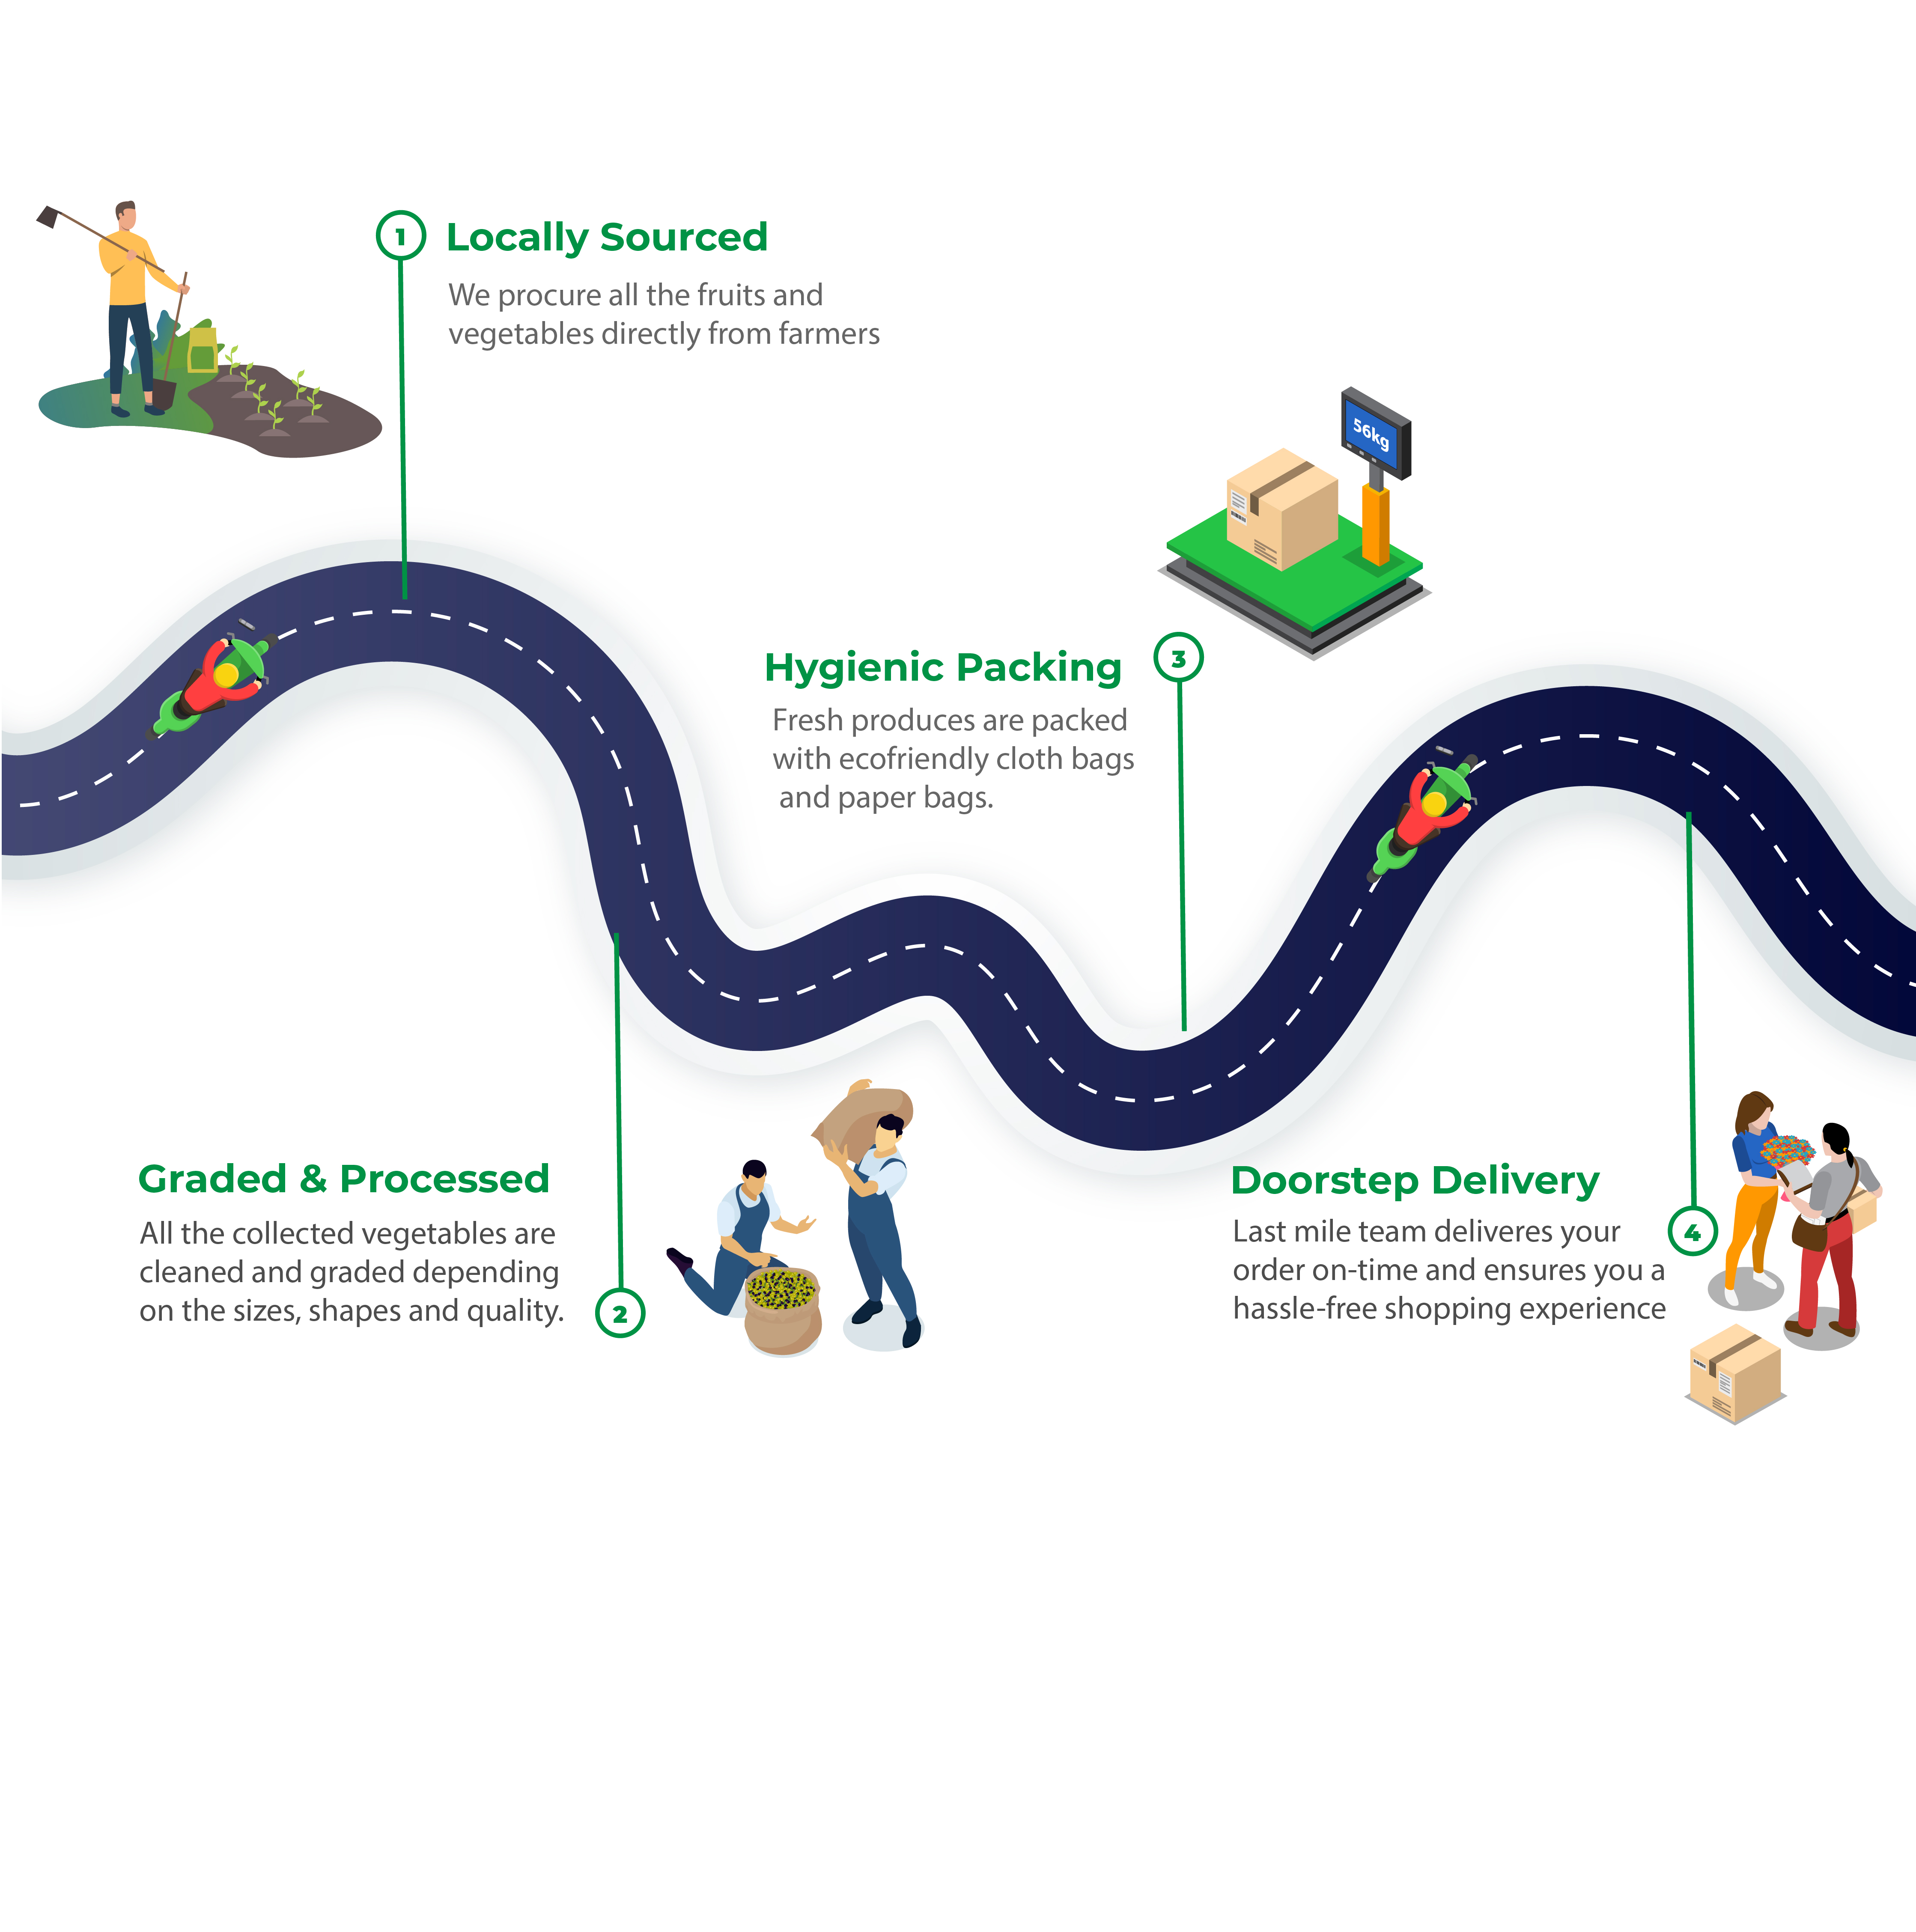 1
Locally Sourced
We procure all the fruits and
vegetables directly from farmers
Graded & Processed
All the collected vegetables are
cleaned and graded depending
on the sizes, shapes and quality.
2
56kg
Hygienic Packing
3
Fresh produces are packed
with ecofriendly cloth bags
and paper bags.
Doorstep Delivery
Last mile team deliveres your
order on-time and ensures you a
hassle-free shopping experience
4